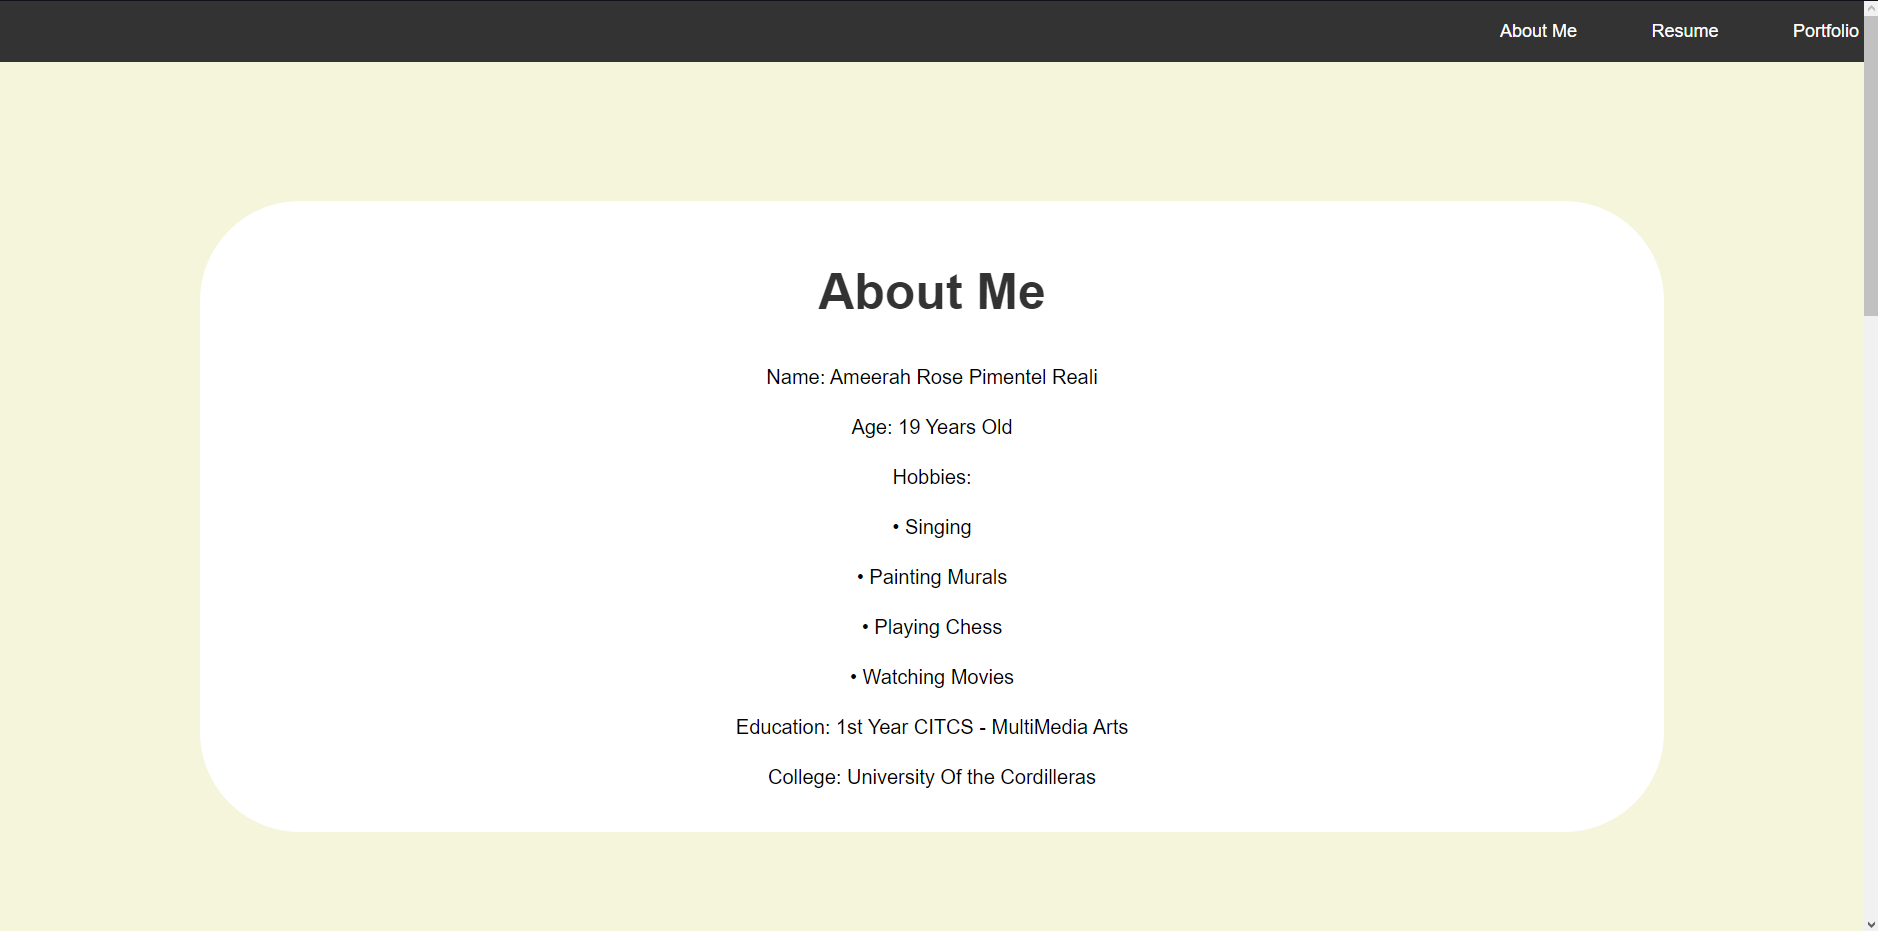 About Me Resume Portfolio
About Me
Name: Ameerah Rose Pimentel Reali
Age: 19 Years Old
Hobbies:
• Singing
• Painting Murals
• Playing Chess
• Watching Movies
Education: 1st Year CITCS - MultiMedia Arts
College: University Of the Cordilleras